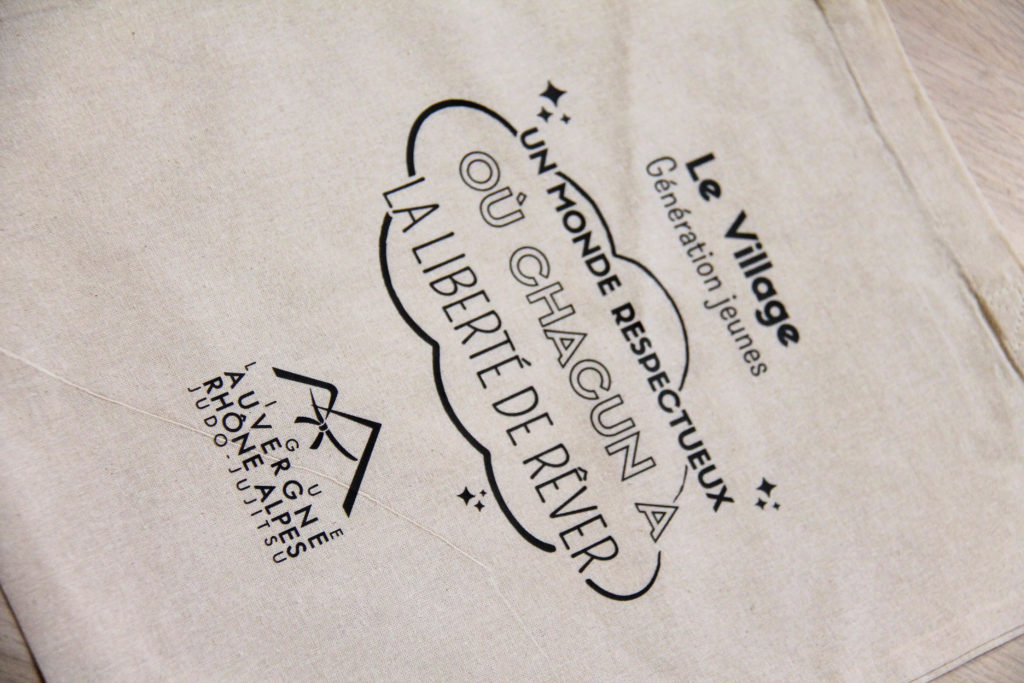 Le Village
Génération jeunes
UN MONDE RESPECTUEUX
OÙ CHACUN A
LA LIBERTÉ DE RÊVER
LIGUE
AUVERGNE
RHÔNE ALPES
JUDO-JUJITSU